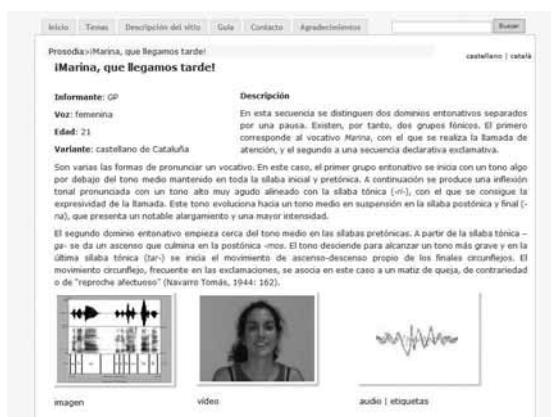 Inicio Temas Descripción del sitio Guía Contacto Agradecimientos Buscar
Prosodia>¡Marina, que llegamos tarde!
castellano | català
¡Marina, que llegamos tarde!
Informante: GP
Voz: femenina
Edad: 21
Variante: castellano de Cataluña
Descripción
En esta secuencia se distinguen dos dominios entonativos separados
por una pausa. Existen, por tanto, dos grupos fónicos. El primero
corresponde al vocativo Marina, con el que se realiza la llamada de
atención, y el segundo a una secuencia declarativa exclamativa.
Son varias las formas de pronunciar un vocativo. En este caso, el primer grupo entonativo se inicia con un tono algo
por debajo del tono medio mantenido en toda la sílaba inicial y pretónica. A continuación se produce una inflexión
tonal pronunciada con un tono alto muy agudo alineado con la sílaba tónica (-ri-), con el que se consigue la
expresividad de la llamada. Este tono evoluciona hacia un tono medio en suspensión en la sílaba postónica y final (-
na), que presenta un notable alargamiento y una mayor intensidad.
El segundo dominio entonativo empieza cerca del tono medio en las sílabas pretónicas. A partir de la sílaba tónica –
ga- se da un ascenso que culmina en la postónica -mos. El tono desciende para alcanzar un tono más grave y en la
última sílaba tónica (tar-) se inicia el movimiento de ascenso-descenso propio de los finales circunflejos. El
movimiento circunflejo, frecuente en las exclamaciones, se asocia en este caso a un matiz de queja, de contrariedad
o de "reproche afectuoso" (Navarro Tomás, 1944: 162).
imagen vídeo audio | etiquetas